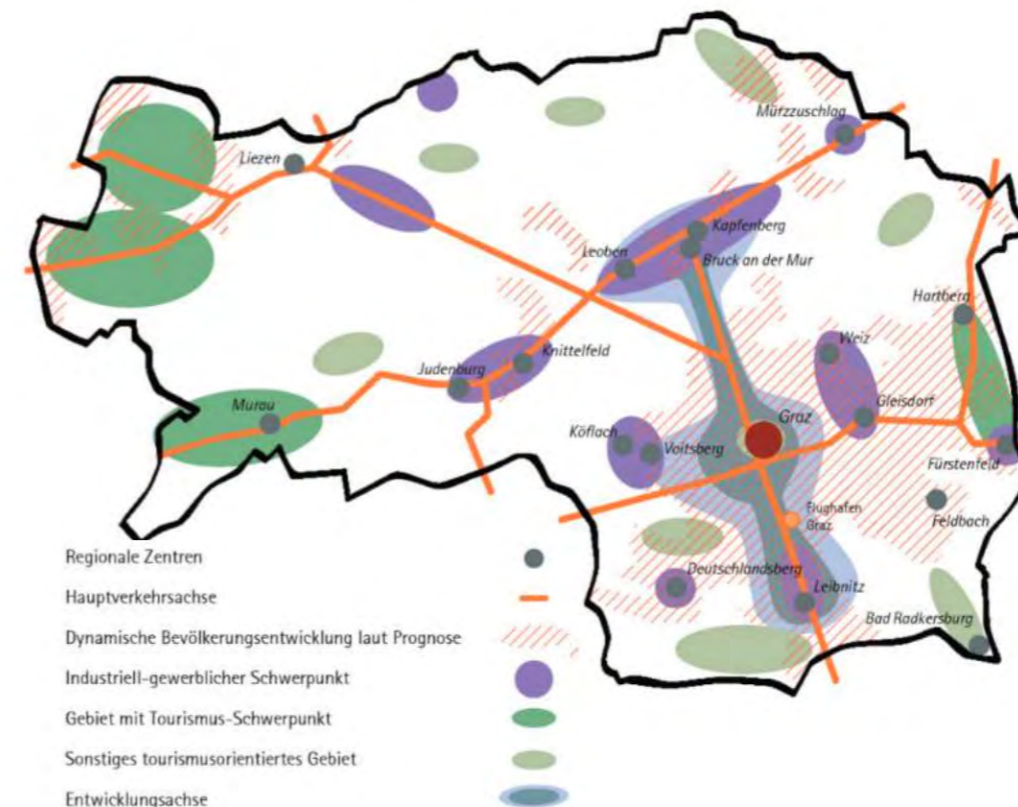 Mürzzuschlag
Liezen
Kapfenberg
Leoben
Bruck an der Mur
Hartberg
Weiz
Knittelfeld
Judenburg
Murau
Gleisdorf
Graz
Köflach
Voitsberg
Fürstenfeld
Feldbach
Flughafen
Graz
Deutschlandsberg
Leibnitz
Bad Radkersburg
Regionale Zentren
Hauptverkehrsachse
Dynamische Bevölkerungsentwicklung laut Prognose
Industriell-gewerblicher Schwerpunkt
Gebiet mit Tourismus-Schwerpunkt
Sonstiges tourismusorientiertes Gebiet
Entwicklungsachse